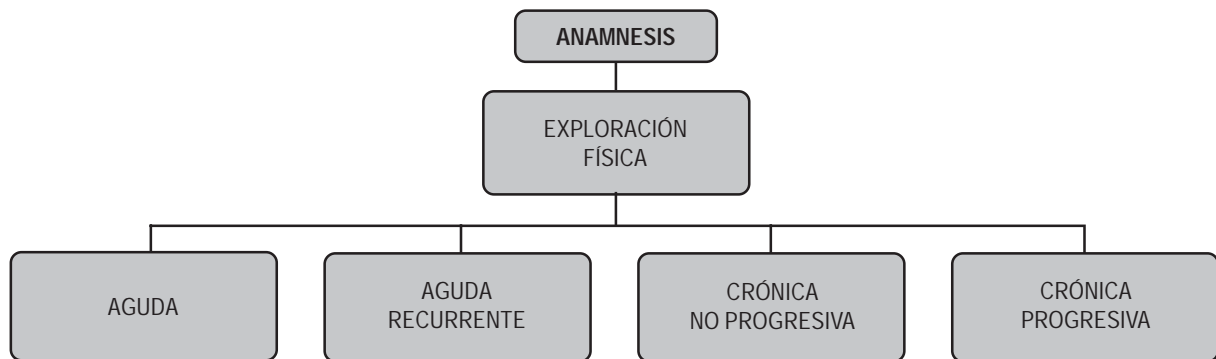 ANAMNESIS
EXPLORACIÓN
FÍSICA
AGUDA
AGUDA
RECURRENTE
CRÓNICA
NO PROGRESIVA
CRÓNICA
PROGRESIVA